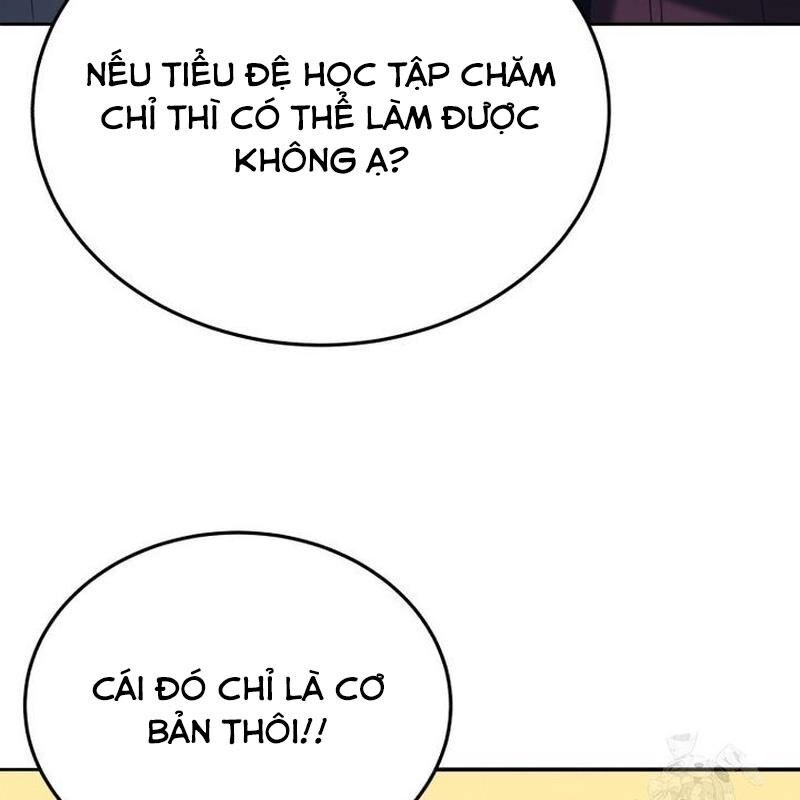 NẾU TIỂU ĐỆ HỌC TẬP CHĂM
CHỈ THÌ CÓ THỂ LÀM ĐƯỢC
KHÔNG Ạ?
CÁI ĐÓ CHỈ LÀ CƠ
BẢN THÔI!!